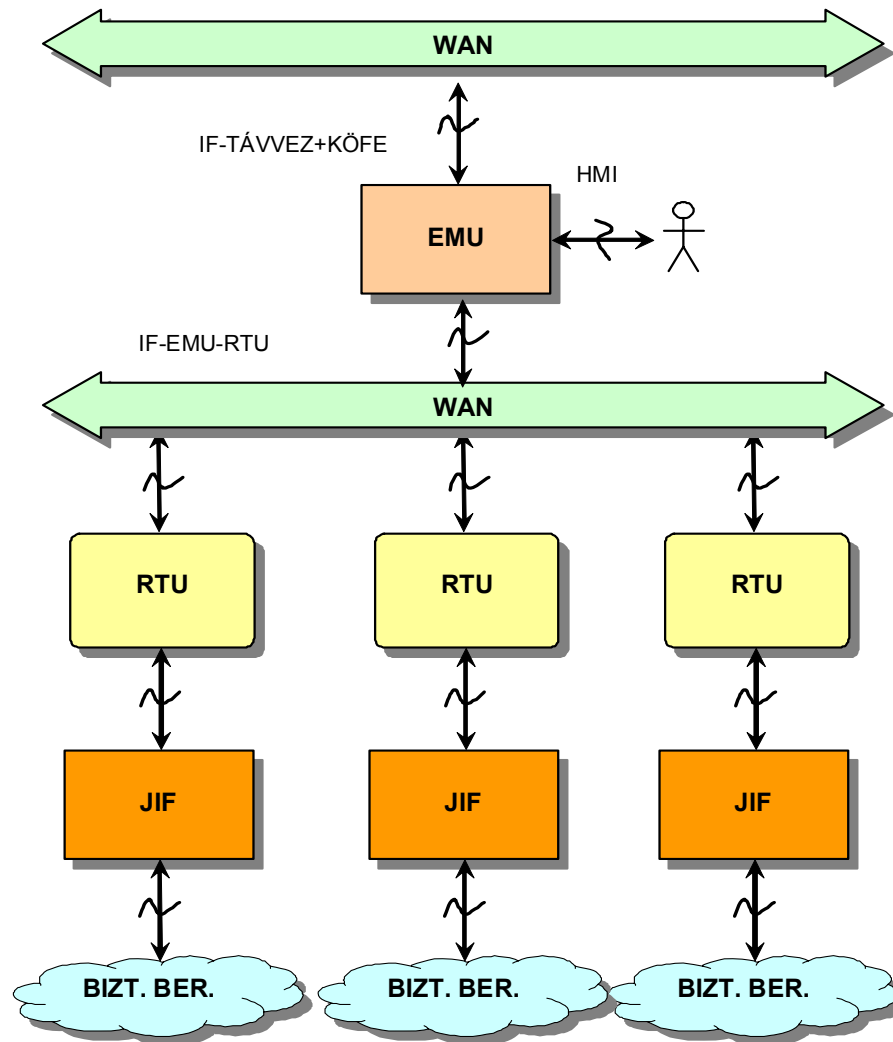 WAN
IF-TÁVVEZ+KÖFE
HMI
EMU
IF-EMU-RTU
WAN
RTU
RTU
RTU
JIF
JIF
JIF
BIZT. BER.
BIZT. BER.
BIZT. BER.